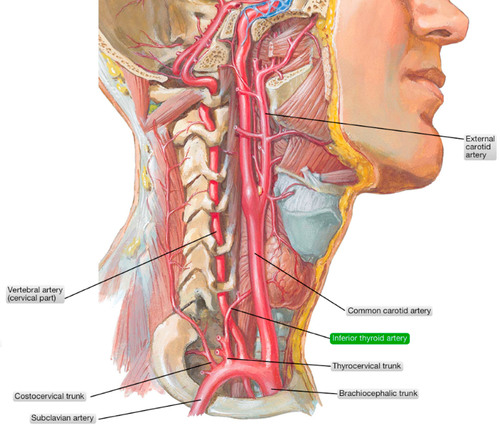 External
carotid
artery
Vertebral artery
(cervical part)
Common carotid artery
Inferior thyroid artery
Thyrocervical trunk
Costocervical trunk
Brachiocephalic trunk
Subclavian artery